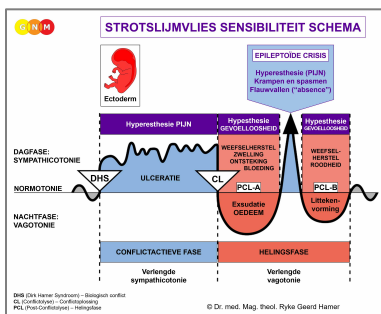 GNM
STROTSLIJMVLIES SENSIBILITEIT SCHEMA
Ectoderm
EPILEPTOÏDE CRISIS
Hyperesthesie (PIJN)
Krampen en spasmen
Flauwvallen ("absence")
Hyperesthesie PIJN
Hypesthesie
GEVOELLOOSHEID
Hypesthesie
GEVOELLOOSHEID
DAGFASE:
SYMPATHICOTONIE
WEEFSELHERSTEL
ZWELLING
ONTSTEKING
BLOEDING
WEEFSEL-
HERSTEL
ROODHEID
DHS
ULCERATIE
CL
PCL-A
PCL-B
NORMOTONIE
NACHTFASE:
VAGOTONIE
Exsudatie
OEDEEM
Litteken-
vorming
CONFLICTACTIEVE FASE
HELINGSFASE
Verlengde
sympathicotonie
Verlengde
vagotonie
DHS (Dirk Hamer Syndroom) – Biologisch conflict
CL (Conflictolyse) – Conflictoplossing
PCL (Post-Conflictolyse) – Helingsfase
© Dr. med. Mag. theol. Ryke Geerd Hamer